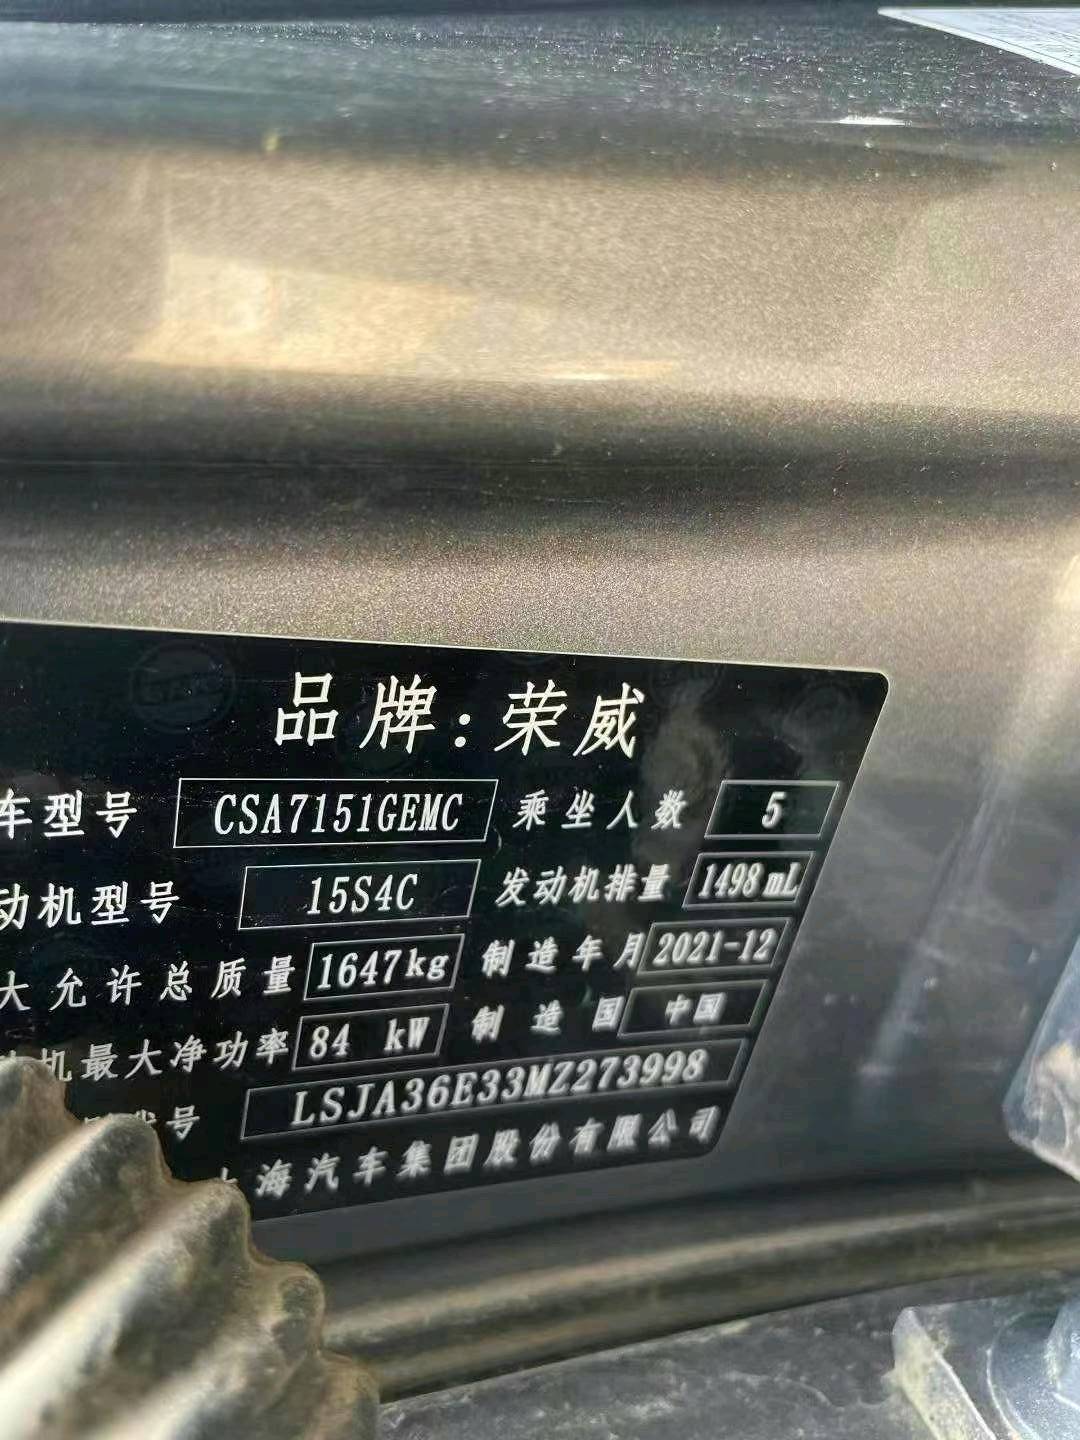 品牌:荣威
车型号 CSA7151GEMC 乘坐人数 5
动机型号 15S4C 发动机排量 1498mL
大允许总质量 1647kg 制造年月 2021-12
机最大净功率 84 kW 制造国 中国
号 LSJA36E33MZ273998
上海汽车集团股份有限公司